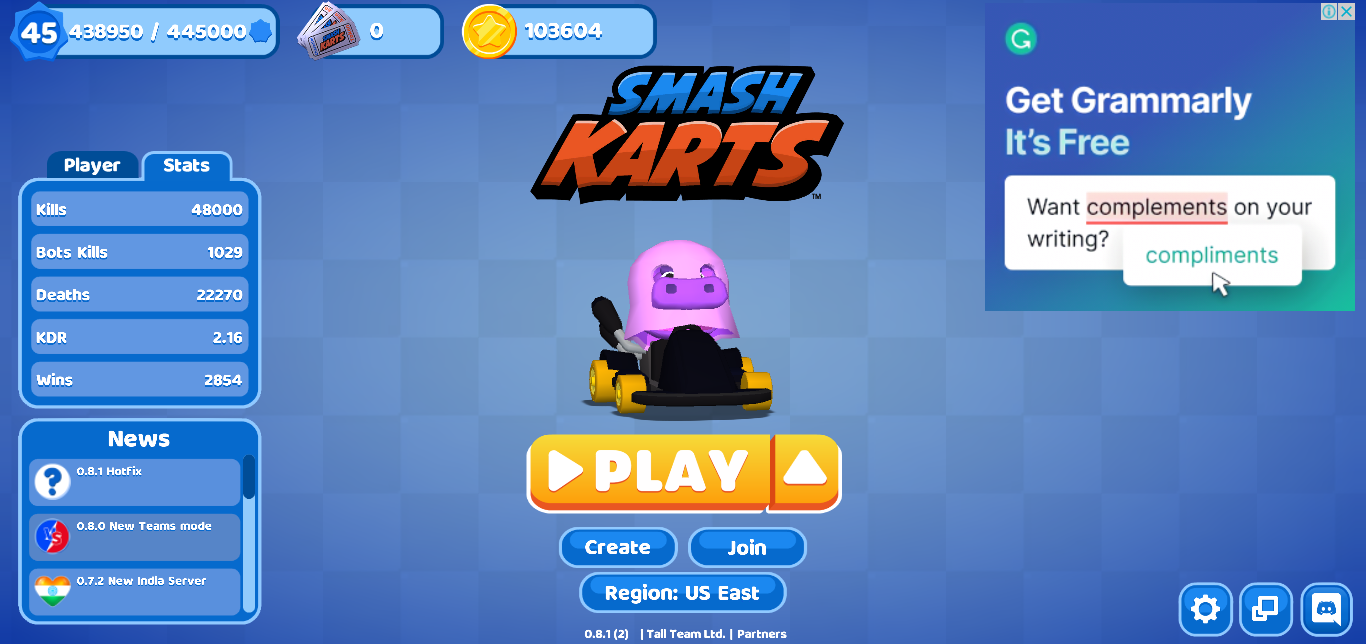 45
438950 / 445000
0
103604
SMASH
KARTS
TM
Player
Stats
Kills 48000
Bots Kills 1029
Deaths 22270
KDR 2.16
Wins 2854
News
0.8.1 Hotfix
0.8.0 New Teams mode
0.7.2 New India Server
PLAY
Create
Join
Region: US East
0.8.1 (2) | Tall Team Ltd. | Partners
Get Grammarly
It's Free
Want complements on your
writing?
compliments